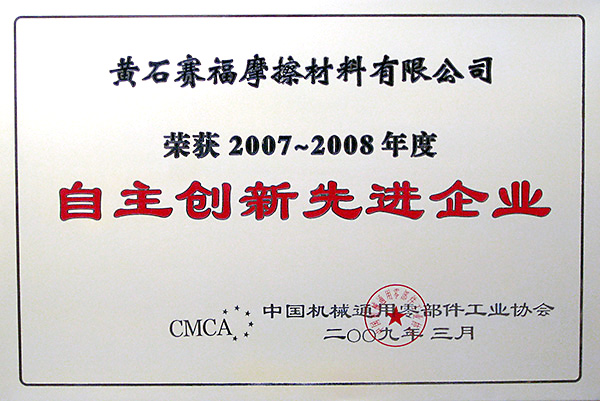 黄石赛福摩擦材料有限公司
荣获 2007~2008 年度
自主创新先进企业
CMCA
中国机械通用零部件工业协会
二〇〇九年三月